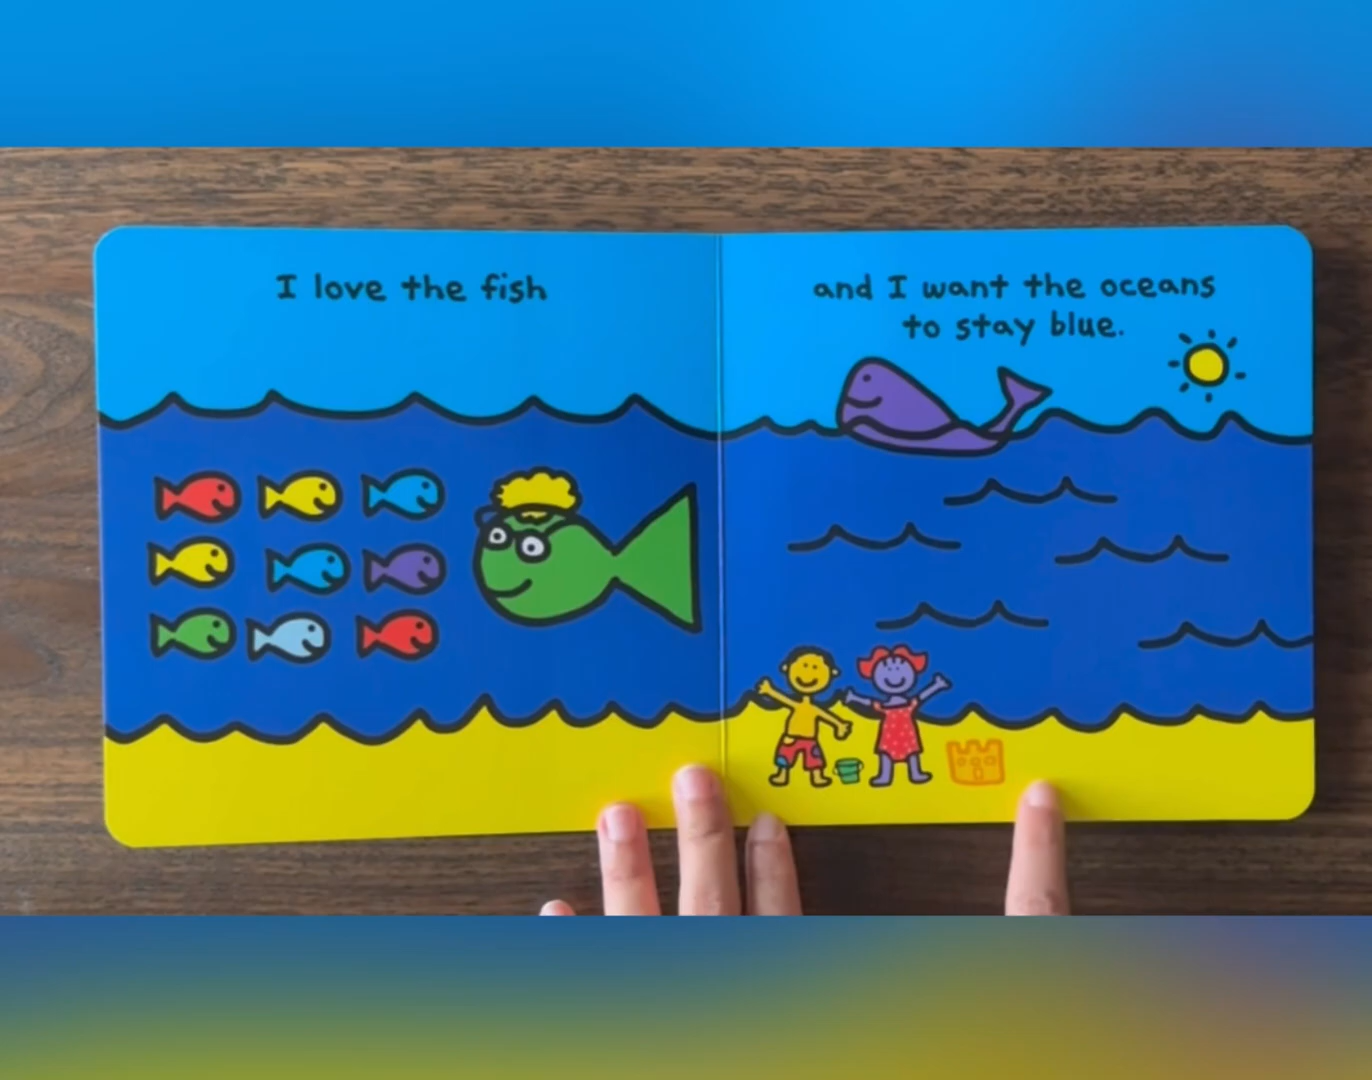 I love the fish
and I want the oceans
to stay blue.